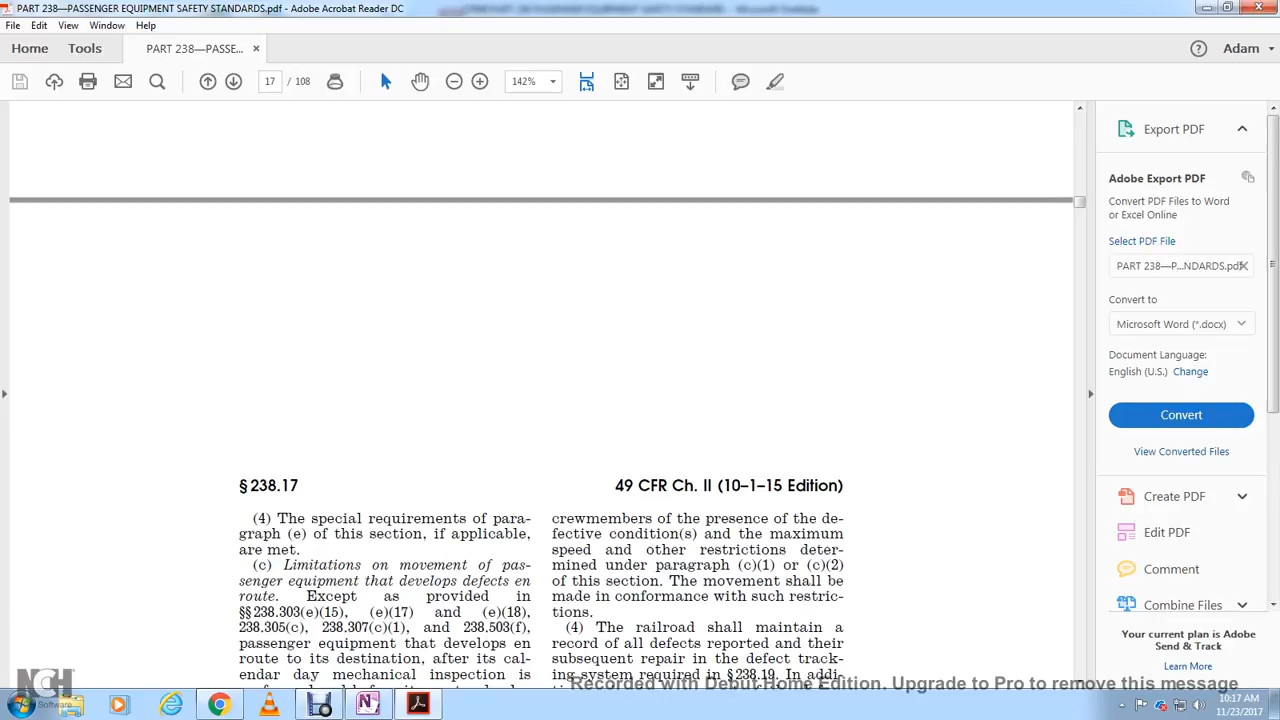 PART 238—PASSENGER EQUIPMENT SAFETY STANDARDS.pdf - Adobe Acrobat Reader DC
File Edit View Window Help
Home Tools PART 238—PASSE... × Adam
17 / 108 142%
Export PDF
Adobe Export PDF
Convert PDF Files to Word
or Excel Online
Select PDF File
PART 238—P...NDARDS.pdf
Convert to
Microsoft Word (*.docx)
Document Language:
English (U.S.) Change
Convert
View Converted Files
Create PDF
Edit PDF
Comment
Combine Files
Your current plan is Adobe
Send & Track
Learn More
§ 238.17
49 CFR Ch. II (10–1–15 Edition)
(4) The special requirements of para-
graph (e) of this section, if applicable,
are met.
(c) Limitations on movement of pas-
senger equipment that develops defects en
route. Except as provided in
§§238.303(e)(15), (e)(17) and (e)(18),
238.305(c), 238.307(c)(1), and 238.503(f),
passenger equipment that develops en
route to its destination, after its cal-
endar day mechanical inspection is
crewmembers of the presence of the de-
fective condition(s) and the maximum
speed and other restrictions deter-
mined under paragraph (c)(1) or (c)(2)
of this section. The movement shall be
made in conformance with such restric-
tions.
(4) The railroad shall maintain a
record of all defects reported and their
subsequent repair in the defect track-
ing system required in §238.19. In addi-
Recorded with Debut Home Edition. Upgrade to Pro to remove this message
NCH Software
10:17 AM
11/23/2017